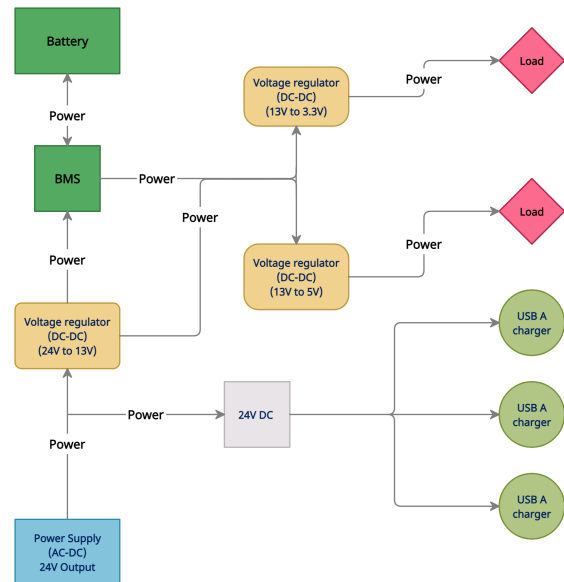 Battery
Power
BMS
Power
Power
Power
Voltage regulator
(DC-DC)
(24V to 13V)
Power
Power
Power Supply
(AC-DC)
24V Output
Voltage regulator
(DC-DC)
(13V to 3.3V)
Power
Load
Voltage regulator
(DC-DC)
(13V to 5V)
Power
Load
24V DC
USB A
charger
USB A
charger
USB A
charger